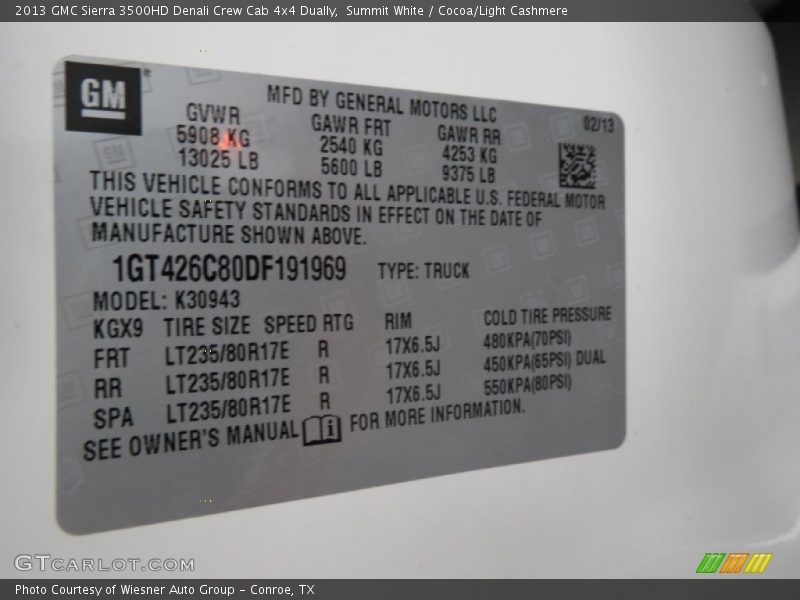 2013 GMC Sierra 3500HD Denali Crew Cab 4x4 Dually, Summit White / Cocoa/Light Cashmere
GM
MFD BY GENERAL MOTORS LLC
02/13
GVWR GAWR FRT GAWR RR
5908 KG 2540 KG 4253 KG
13025 LB 5600 LB 9375 LB
THIS VEHICLE CONFORMS TO ALL APPLICABLE U.S. FEDERAL MOTOR
VEHICLE SAFETY STANDARDS IN EFFECT ON THE DATE OF
MANUFACTURE SHOWN ABOVE.
1GT426C80DF191969 TYPE: TRUCK
MODEL: K30943
KGX9 TIRE SIZE SPEED RTG RIM COLD TIRE PRESSURE
FRT LT235/80R17E R 17X6.5J 480KPA(70PSI)
RR LT235/80R17E R 17X6.5J 450KPA(65PSI) DUAL
SPA LT235/80R17E R 17X6.5J 550KPA(80PSI)
SEE OWNER'S MANUAL i FOR MORE INFORMATION.
GTCARLOT.COM
Photo Courtesy of Wiesner Auto Group - Conroe, TX